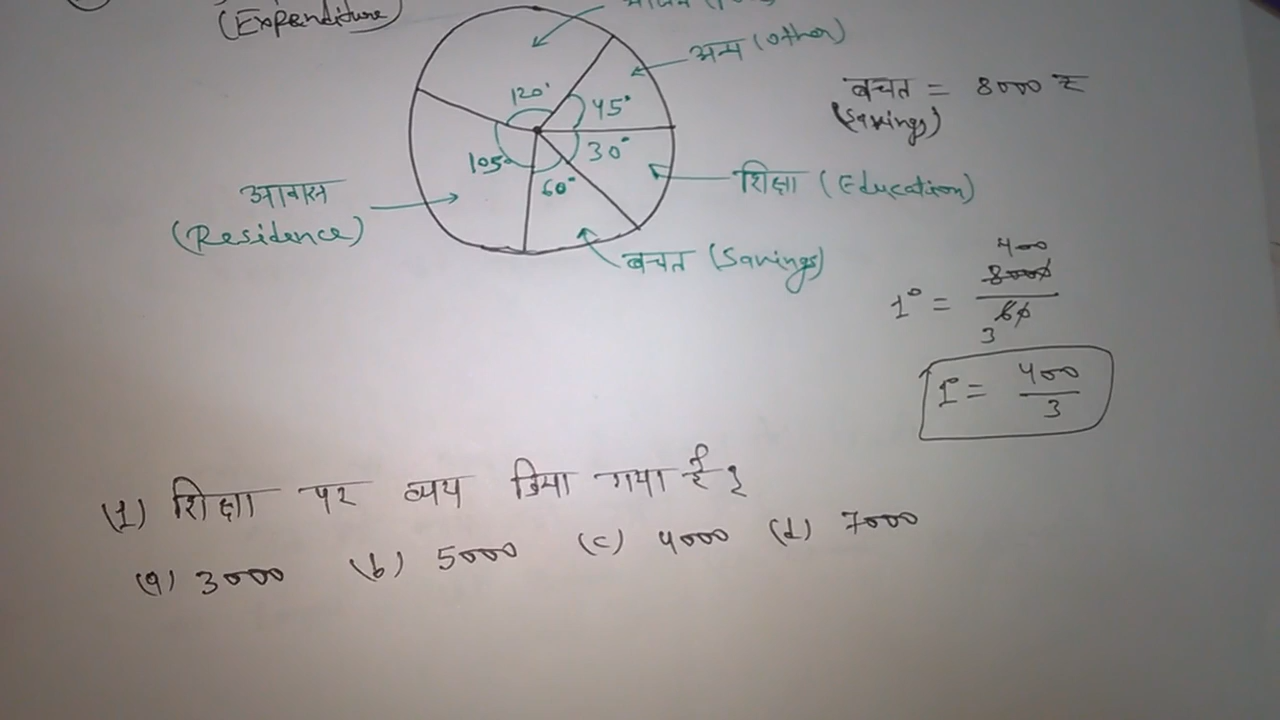 (Expenditure)
अन्य (Other)
120°
45°
बचत = 8000 ₹
(Savings)
105°
30°
60°
शिक्षा (Education)
आवास
(Residence)
बचत (Savings)
400
1° = 8000/60
3
1° = 400/3
(1) शिक्षा पर व्यय किया गया है ?
(a) 3000 (b) 5000 (c) 4000 (d) 7000